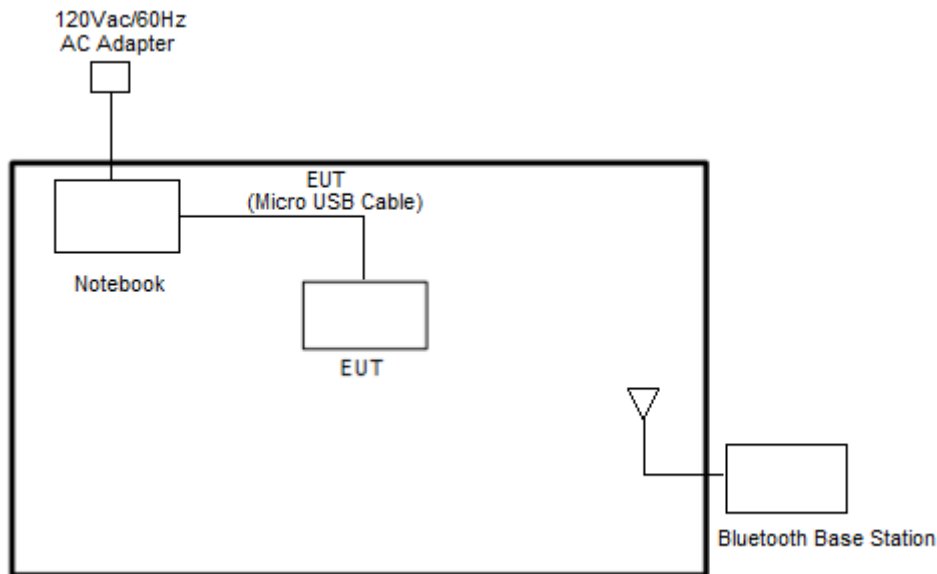 120Vac/60Hz
AC Adapter
EUT
(Micro USB Cable)
Notebook
EUT
Bluetooth Base Station